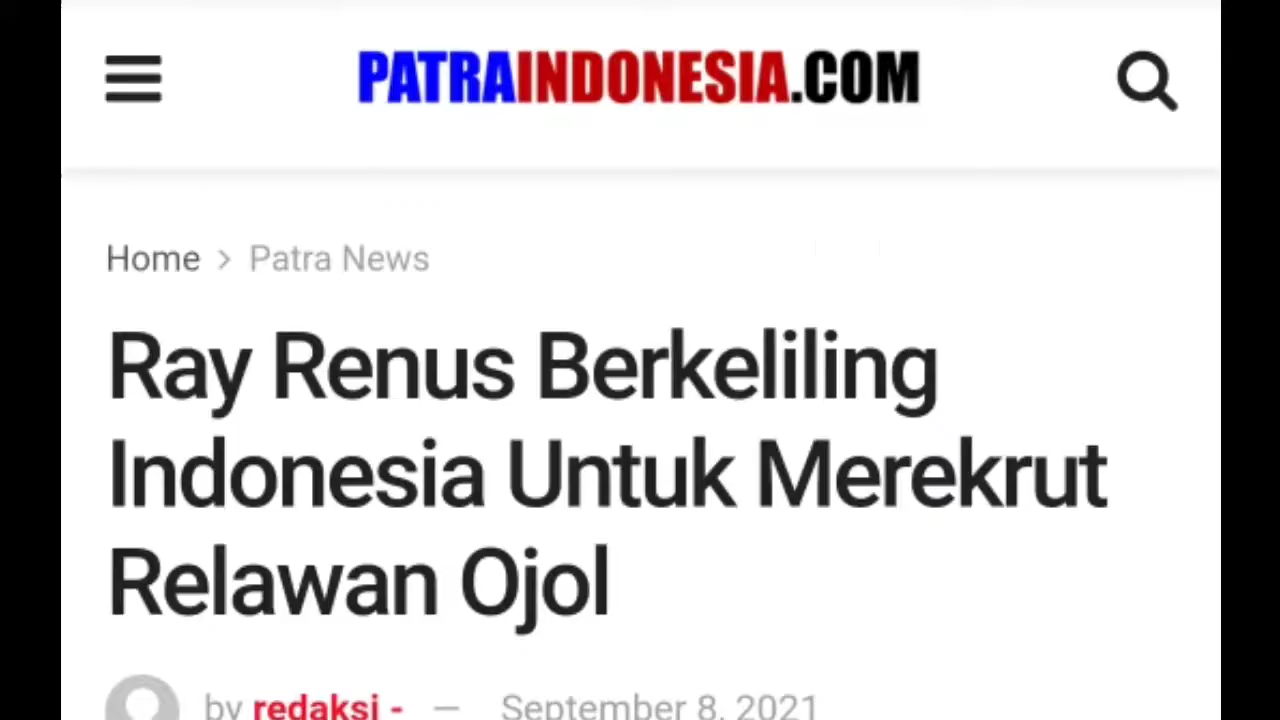 PATRAINDONESIA.COM
Home > Patra News
Ray Renus Berkeliling
Indonesia Untuk Merekrut
Relawan Ojol
by redaksi - — September 8, 2021